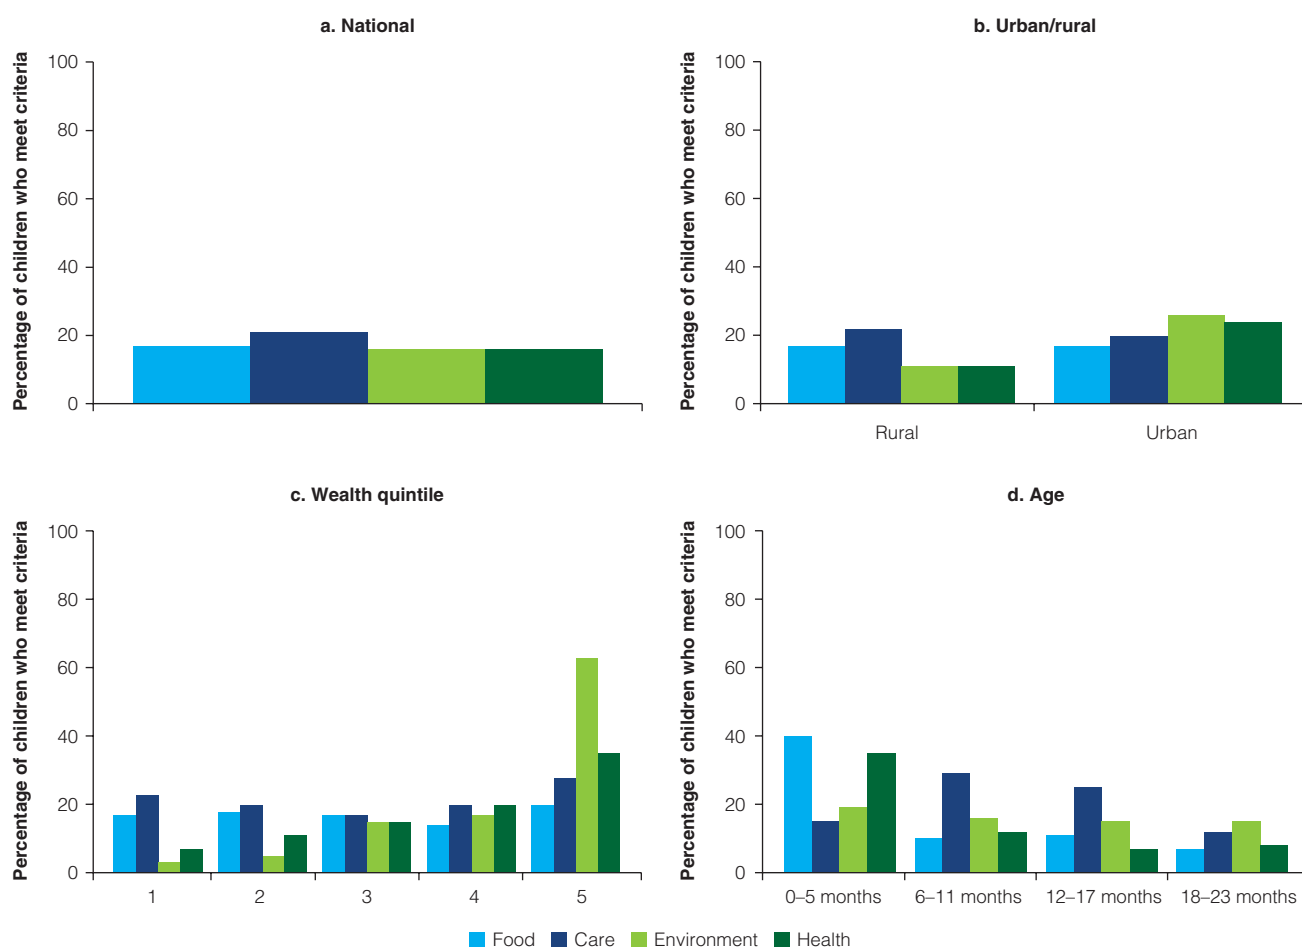 a. National
Percentage of children who meet criteria
100
80
60
40
20
0
b. Urban/rural
Percentage of children who meet criteria
100
80
60
40
20
0
Rural Urban
c. Wealth quintile
Percentage of children who meet criteria
100
80
60
40
20
0
1 2 3 4 5
d. Age
Percentage of children who meet criteria
100
80
60
40
20
0
0–5 months 6–11 months 12–17 months 18–23 months
Food Care Environment Health